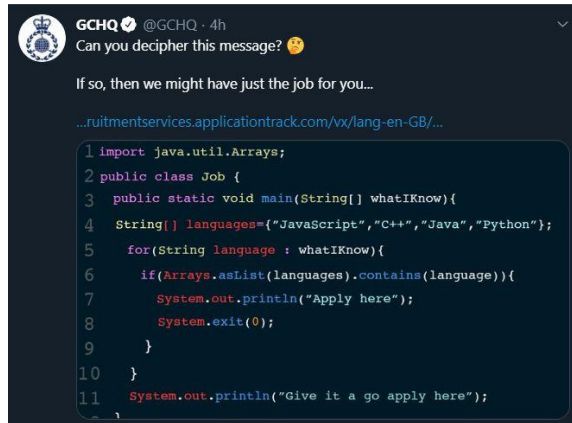 GCHQ @GCHQ · 4h
Can you decipher this message? 🤔
If so, then we might have just the job for you...
...ruitmentservices.applicationtrack.com/vx/lang-en-GB/...
1 import java.util.Arrays;
2 public class Job {
3 public static void main(String[] whatIKnow){
4 String[] languages={"JavaScript","C++","Java","Python"};
5 for(String language : whatIKnow){
6 if(Arrays.asList(languages).contains(language)){
7 System.out.println("Apply here");
8 System.exit(0);
9 }
10 }
11 System.out.println("Give it a go apply here");